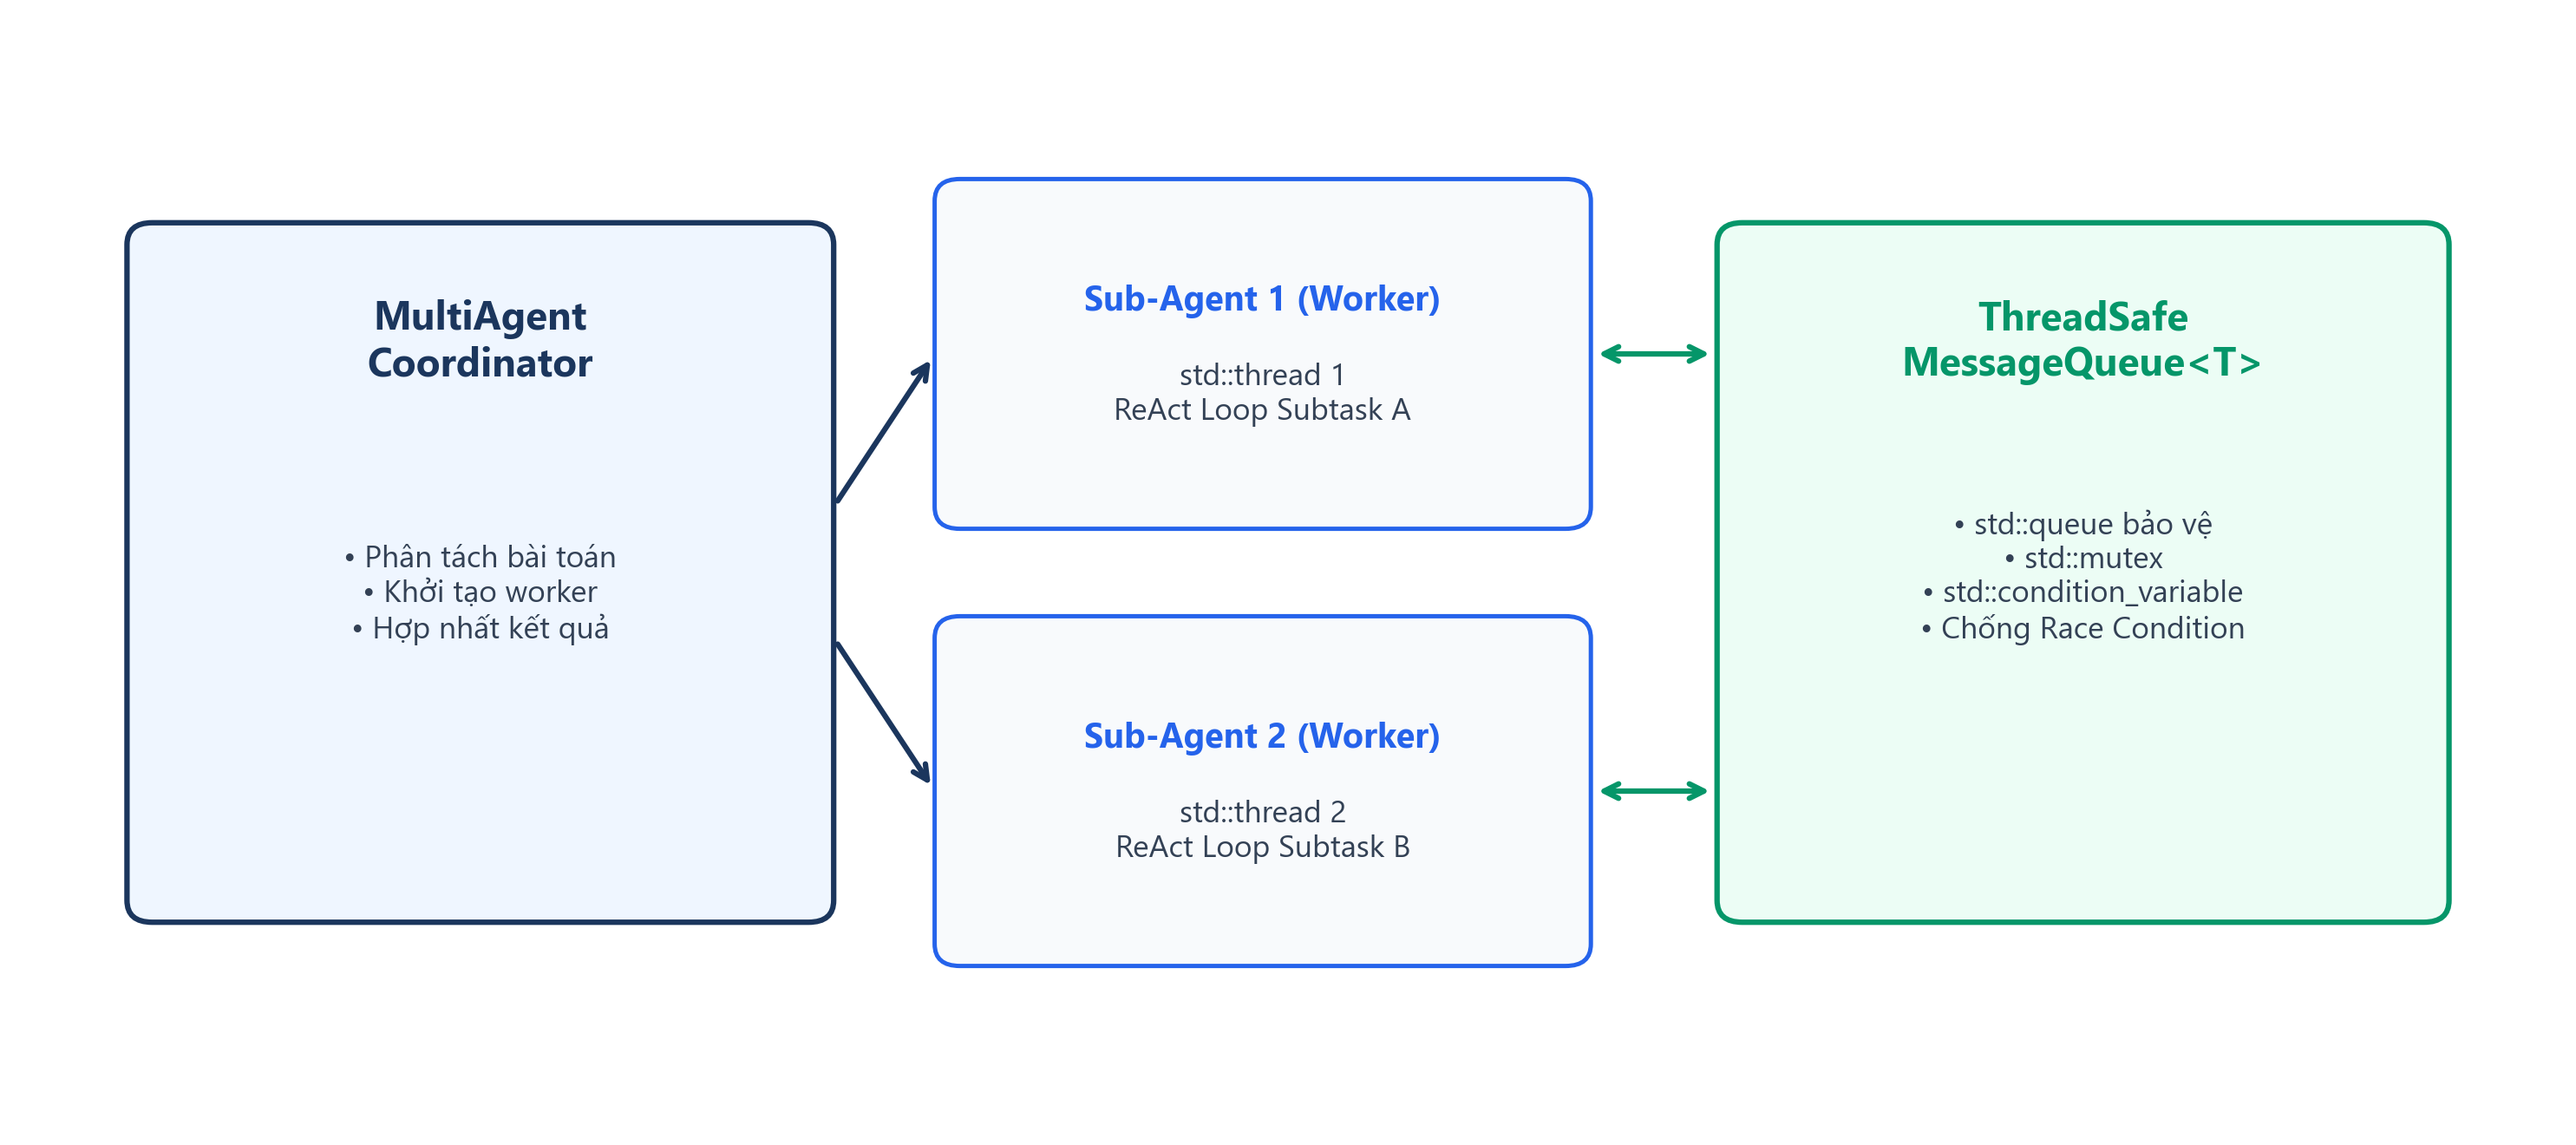 MultiAgent
Coordinator
• Phân tách bài toán
• Khởi tạo worker
• Hợp nhất kết quả
Sub-Agent 1 (Worker)
std::thread 1
ReAct Loop Subtask A
Sub-Agent 2 (Worker)
std::thread 2
ReAct Loop Subtask B
ThreadSafe
MessageQueue<T>
• std::queue bảo vệ
• std::mutex
• std::condition_variable
• Chống Race Condition